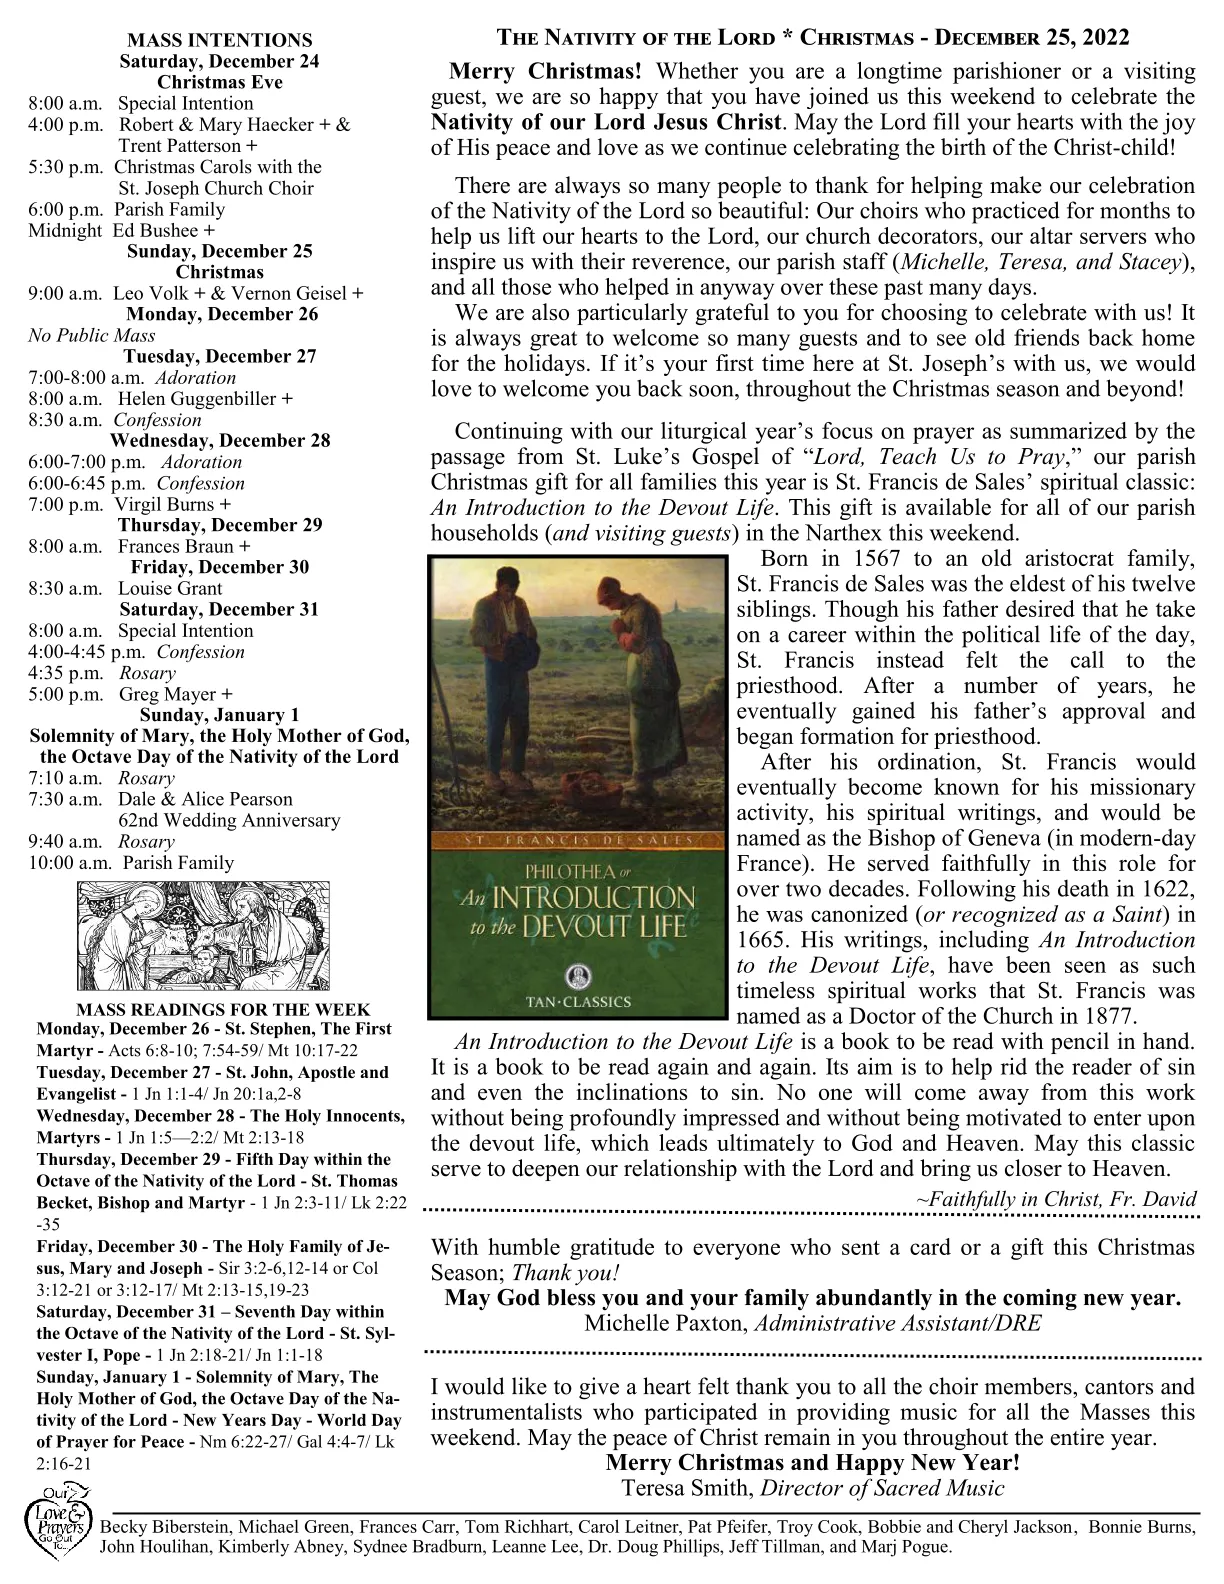 MASS INTENTIONS
Saturday, December 24
Christmas Eve
8:00 a.m. Special Intention
4:00 p.m. Robert & Mary Haecker + &
Trent Patterson +
5:30 p.m. Christmas Carols with the
St. Joseph Church Choir
6:00 p.m. Parish Family
Midnight Ed Bushee +
Sunday, December 25
Christmas
9:00 a.m. Leo Volk + & Vernon Geisel +
Monday, December 26
No Public Mass
Tuesday, December 27
7:00-8:00 a.m. Adoration
8:00 a.m. Helen Guggenbiller +
8:30 a.m. Confession
Wednesday, December 28
6:00-7:00 p.m. Adoration
6:00-6:45 p.m. Confession
7:00 p.m. Virgil Burns +
Thursday, December 29
8:00 a.m. Frances Braun +
Friday, December 30
8:30 a.m. Louise Grant
Saturday, December 31
8:00 a.m. Special Intention
4:00-4:45 p.m. Confession
4:35 p.m. Rosary
5:00 p.m. Greg Mayer +
Sunday, January 1
Solemnity of Mary, the Holy Mother of God,
the Octave Day of the Nativity of the Lord
7:10 a.m. Rosary
7:30 a.m. Dale & Alice Pearson
62nd Wedding Anniversary
9:40 a.m. Rosary
10:00 a.m. Parish Family
MASS READINGS FOR THE WEEK
Monday, December 26 - St. Stephen, The First
Martyr - Acts 6:8-10; 7:54-59/ Mt 10:17-22
Tuesday, December 27 - St. John, Apostle and
Evangelist - 1 Jn 1:1-4/ Jn 20:1a,2-8
Wednesday, December 28 - The Holy Innocents,
Martyrs - 1 Jn 1:5—2:2/ Mt 2:13-18
Thursday, December 29 - Fifth Day within the
Octave of the Nativity of the Lord - St. Thomas
Becket, Bishop and Martyr - 1 Jn 2:3-11/ Lk 2:22
-35
Friday, December 30 - The Holy Family of Je-
sus, Mary and Joseph - Sir 3:2-6,12-14 or Col
3:12-21 or 3:12-17/ Mt 2:13-15,19-23
Saturday, December 31 – Seventh Day within
the Octave of the Nativity of the Lord - St. Syl-
vester I, Pope - 1 Jn 2:18-21/ Jn 1:1-18
Sunday, January 1 - Solemnity of Mary, The
Holy Mother of God, the Octave Day of the Na-
tivity of the Lord - New Years Day - World Day
of Prayer for Peace - Nm 6:22-27/ Gal 4:4-7/ Lk
2:16-21
THE NATIVITY OF THE LORD * CHRISTMAS - DECEMBER 25, 2022
Merry Christmas! Whether you are a longtime parishioner or a visiting
guest, we are so happy that you have joined us this weekend to celebrate the
Nativity of our Lord Jesus Christ. May the Lord fill your hearts with the joy
of His peace and love as we continue celebrating the birth of the Christ-child!
There are always so many people to thank for helping make our celebration
of the Nativity of the Lord so beautiful: Our choirs who practiced for months to
help us lift our hearts to the Lord, our church decorators, our altar servers who
inspire us with their reverence, our parish staff (Michelle, Teresa, and Stacey),
and all those who helped in anyway over these past many days.
We are also particularly grateful to you for choosing to celebrate with us! It
is always great to welcome so many guests and to see old friends back home
for the holidays. If it's your first time here at St. Joseph's with us, we would
love to welcome you back soon, throughout the Christmas season and beyond!
Continuing with our liturgical year's focus on prayer as summarized by the
passage from St. Luke's Gospel of “Lord, Teach Us to Pray,” our parish
Christmas gift for all families this year is St. Francis de Sales' spiritual classic:
An Introduction to the Devout Life. This gift is available for all of our parish
households (and visiting guests) in the Narthex this weekend.
ST. FRANCIS DE SALES
PHILOTHEA or
An INTRODUCTION
to the DEVOUT LIFE
TAN·CLASSICS
Born in 1567 to an old aristocrat family,
St. Francis de Sales was the eldest of his twelve
siblings. Though his father desired that he take
on a career within the political life of the day,
St. Francis instead felt the call to the
priesthood. After a number of years, he
eventually gained his father's approval and
began formation for priesthood.
After his ordination, St. Francis would
eventually become known for his missionary
activity, his spiritual writings, and would be
named as the Bishop of Geneva (in modern-day
France). He served faithfully in this role for
over two decades. Following his death in 1622,
he was canonized (or recognized as a Saint) in
1665. His writings, including An Introduction
to the Devout Life, have been seen as such
timeless spiritual works that St. Francis was
named as a Doctor of the Church in 1877.
An Introduction to the Devout Life is a book to be read with pencil in hand.
It is a book to be read again and again. Its aim is to help rid the reader of sin
and even the inclinations to sin. No one will come away from this work
without being profoundly impressed and without being motivated to enter upon
the devout life, which leads ultimately to God and Heaven. May this classic
serve to deepen our relationship with the Lord and bring us closer to Heaven.
~Faithfully in Christ, Fr. David
With humble gratitude to everyone who sent a card or a gift this Christmas
Season; Thank you!
May God bless you and your family abundantly in the coming new year.
Michelle Paxton, Administrative Assistant/DRE
I would like to give a heart felt thank you to all the choir members, cantors and
instrumentalists who participated in providing music for all the Masses this
weekend. May the peace of Christ remain in you throughout the entire year.
Merry Christmas and Happy New Year!
Teresa Smith, Director of Sacred Music
Our
Love &
Prayers
Go Out
To...
Becky Biberstein, Michael Green, Frances Carr, Tom Richhart, Carol Leitner, Pat Pfeifer, Troy Cook, Bobbie and Cheryl Jackson, Bonnie Burns,
John Houlihan, Kimberly Abney, Sydnee Bradburn, Leanne Lee, Dr. Doug Phillips, Jeff Tillman, and Marj Pogue.